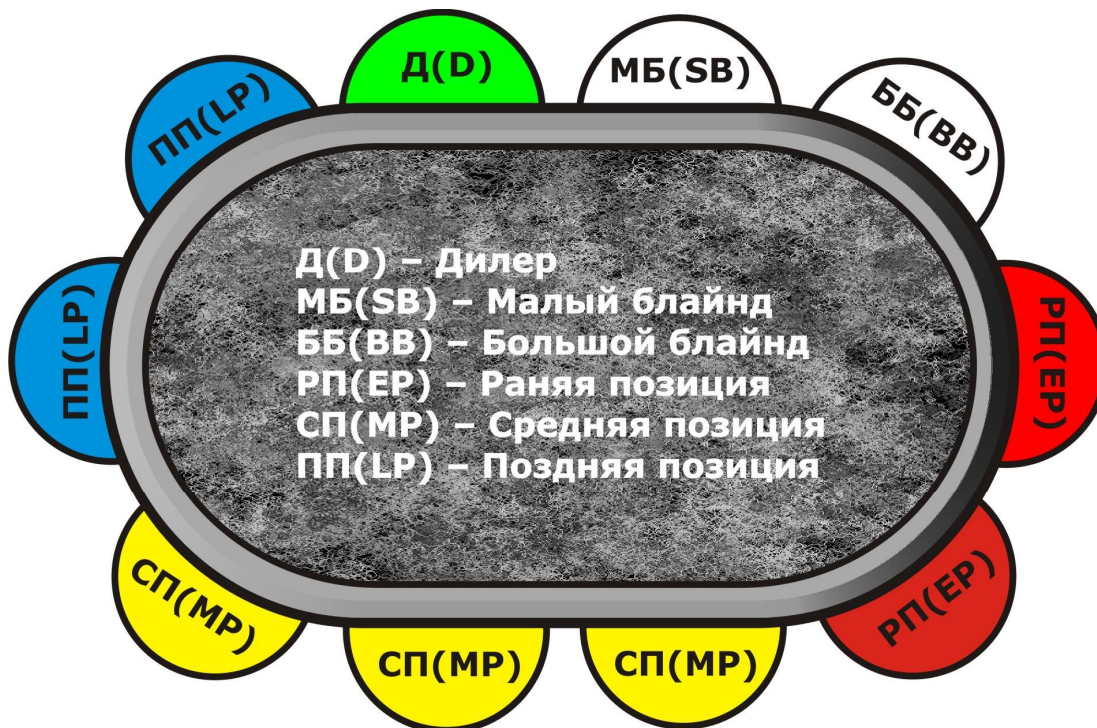 Д(D)
МБ(SB)
ББ(BB)
ПП(LP)
Д(D) – Дилер
МБ(SB) – Малый блайнд
ББ(BB) – Большой блайнд
РП(EP) – Раняя позиция
СП(MP) – Средняя позиция
ПП(LP) – Поздняя позиция
РП(EP)
ПП(LP)
СП(MP)
СП(MP)
СП(MP)
РП(EP)